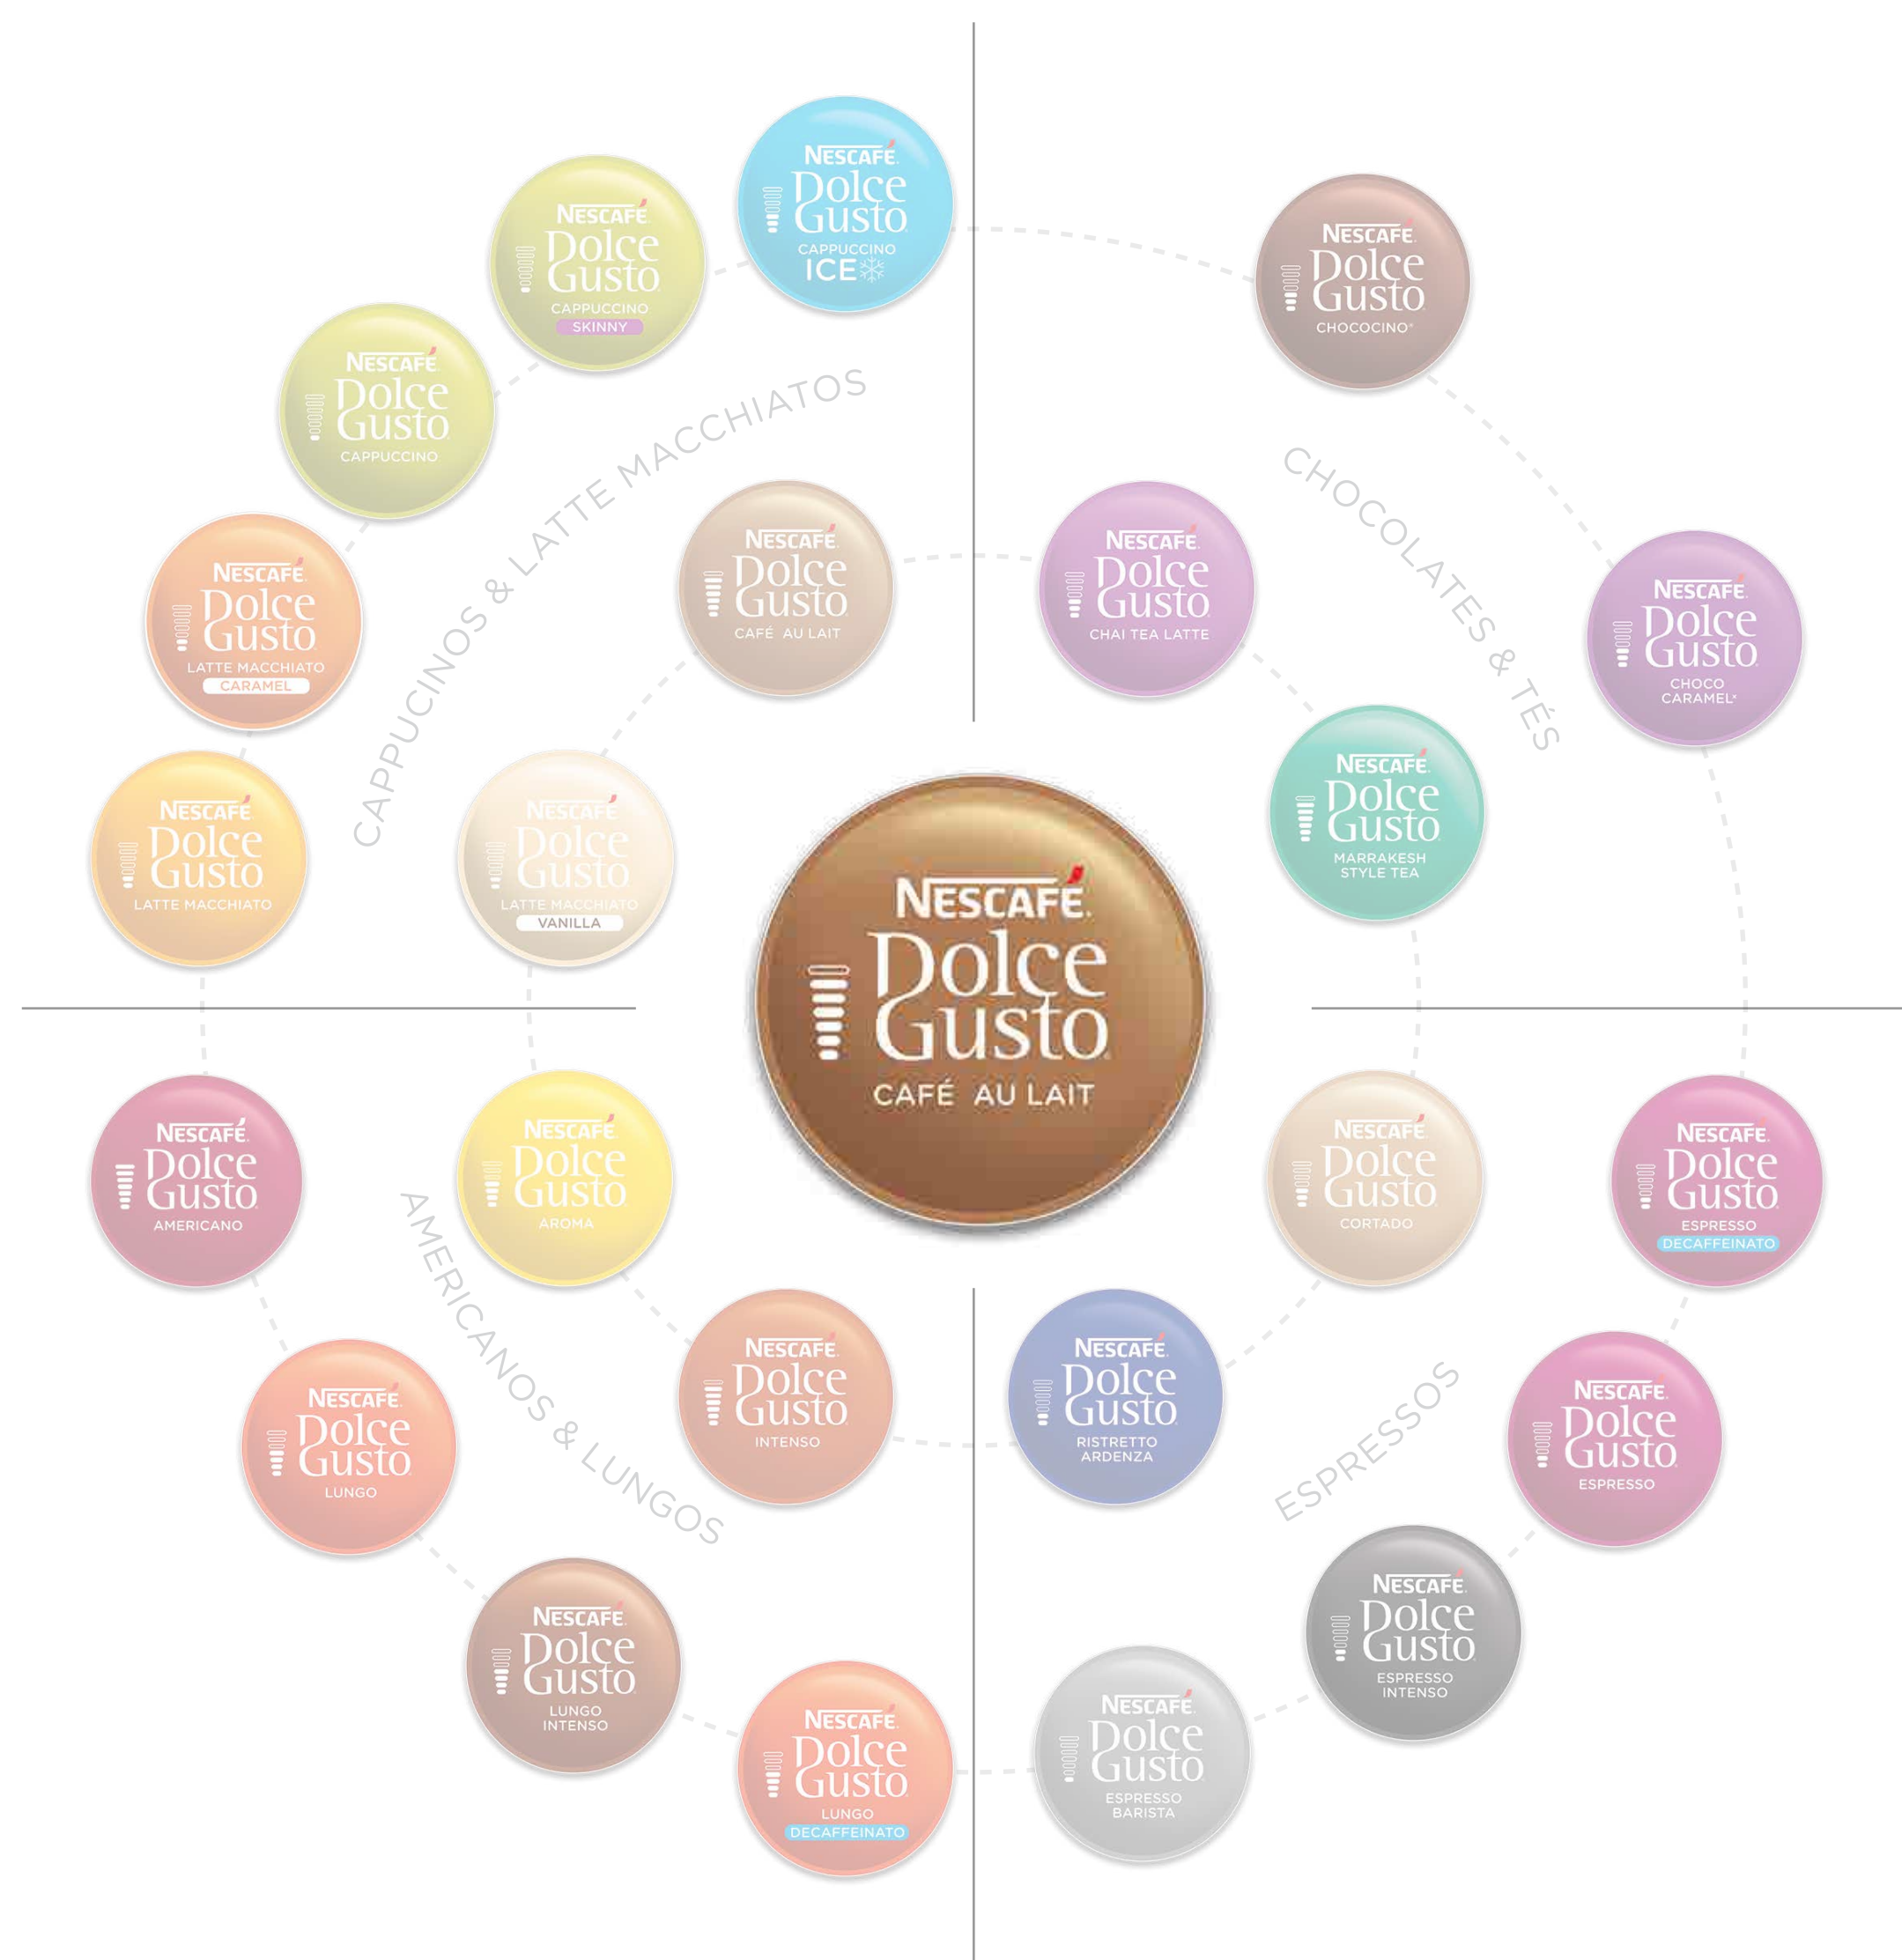 NESCAFÉ
Dolce
Gusto
CAPPUCCINO
ICE
NESCAFÉ
Dolce
Gusto
CAPPUCCINO
SKINNY
NESCAFÉ
Dolce
Gusto
CAPPUCCINO
NESCAFÉ
Dolce
Gusto
LATTE MACCHIATO
CARAMEL
NESCAFÉ
Dolce
Gusto
LATTE MACCHIATO
CAPPUCINOS & LATTE MACCHIATOS
NESCAFÉ
Dolce
Gusto
CAFÉ AU LAIT
NESCAFÉ
Dolce
Gusto
LATTE MACCHIATO
VANILLA
NESCAFÉ
Dolce
Gusto
CHOCOCINO®
NESCAFÉ
Dolce
Gusto
CHOCO
CARAMEL®
CHOCOLATES & TÉS
NESCAFÉ
Dolce
Gusto
CHAI TEA LATTE
NESCAFÉ
Dolce
Gusto
MARRAKESH
STYLE TEA
NESCAFÉ
Dolce
Gusto
CAFÉ AU LAIT
NESCAFÉ
Dolce
Gusto
AMERICANO
NESCAFÉ
Dolce
Gusto
AROMA
AMERICANOS & LUNGOS
NESCAFÉ
Dolce
Gusto
INTENSO
NESCAFÉ
Dolce
Gusto
LUNGO
NESCAFÉ
Dolce
Gusto
LUNGO
INTENSO
NESCAFÉ
Dolce
Gusto
LUNGO
DECAFFEINATO
NESCAFÉ
Dolce
Gusto
CORTADO
NESCAFÉ
Dolce
Gusto
ESPRESSO
DECAFFEINATO
NESCAFÉ
Dolce
Gusto
RISTRETTO
ARDENZA
ESPRESSOS
NESCAFÉ
Dolce
Gusto
ESPRESSO
NESCAFÉ
Dolce
Gusto
ESPRESSO
INTENSO
NESCAFÉ
Dolce
Gusto
ESPRESSO
BARISTA